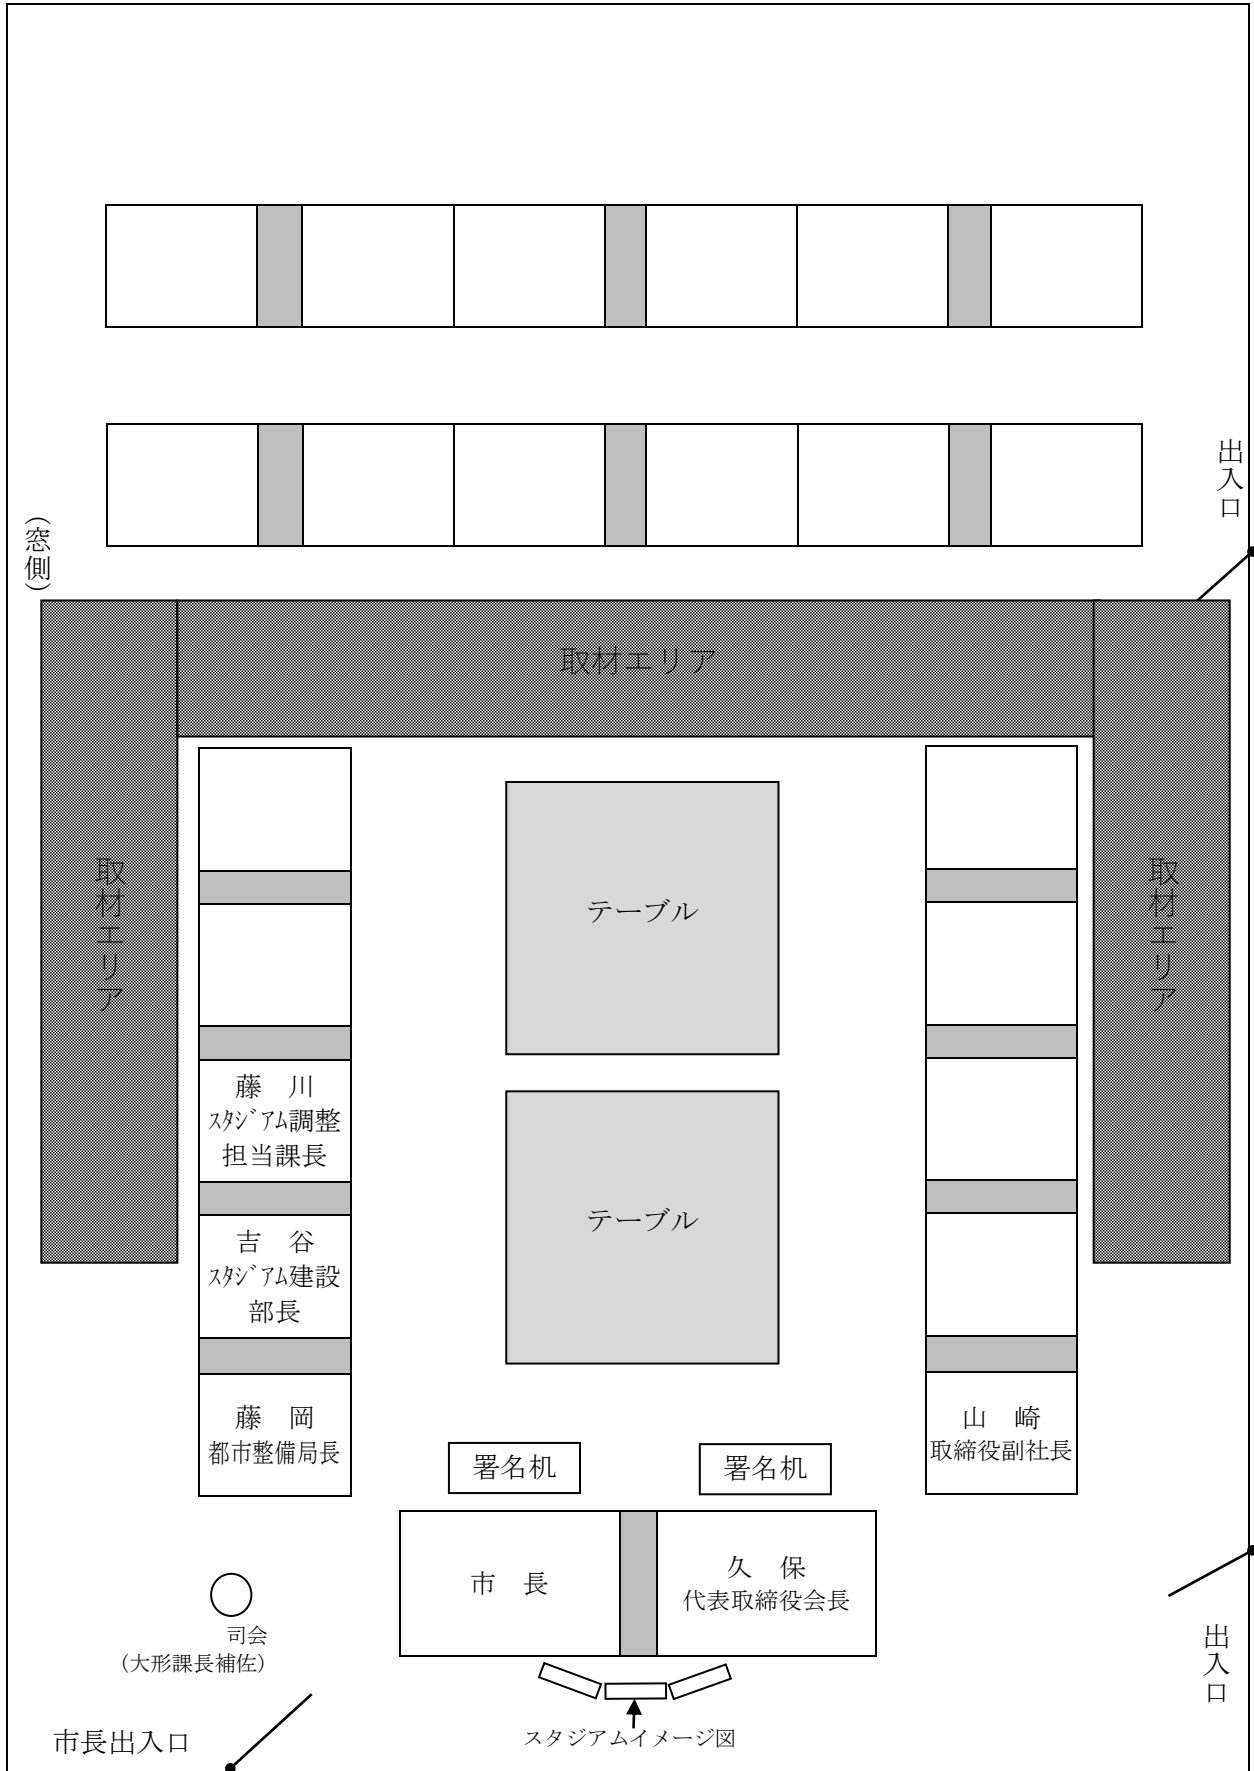 出入口
（窓側）
取材エリア
取材エリア
取材エリア
テーブル
藤　川
ｽﾀｼﾞｱﾑ調整
担当課長
テーブル
吉　谷
ｽﾀｼﾞｱﾑ建設
部長
藤　岡
都市整備局長
山　崎
取締役副社長
署名机
署名机
市　長
久　保
代表取締役会長
司会
（大形課長補佐）
出入口
市長出入口
スタジアムイメージ図